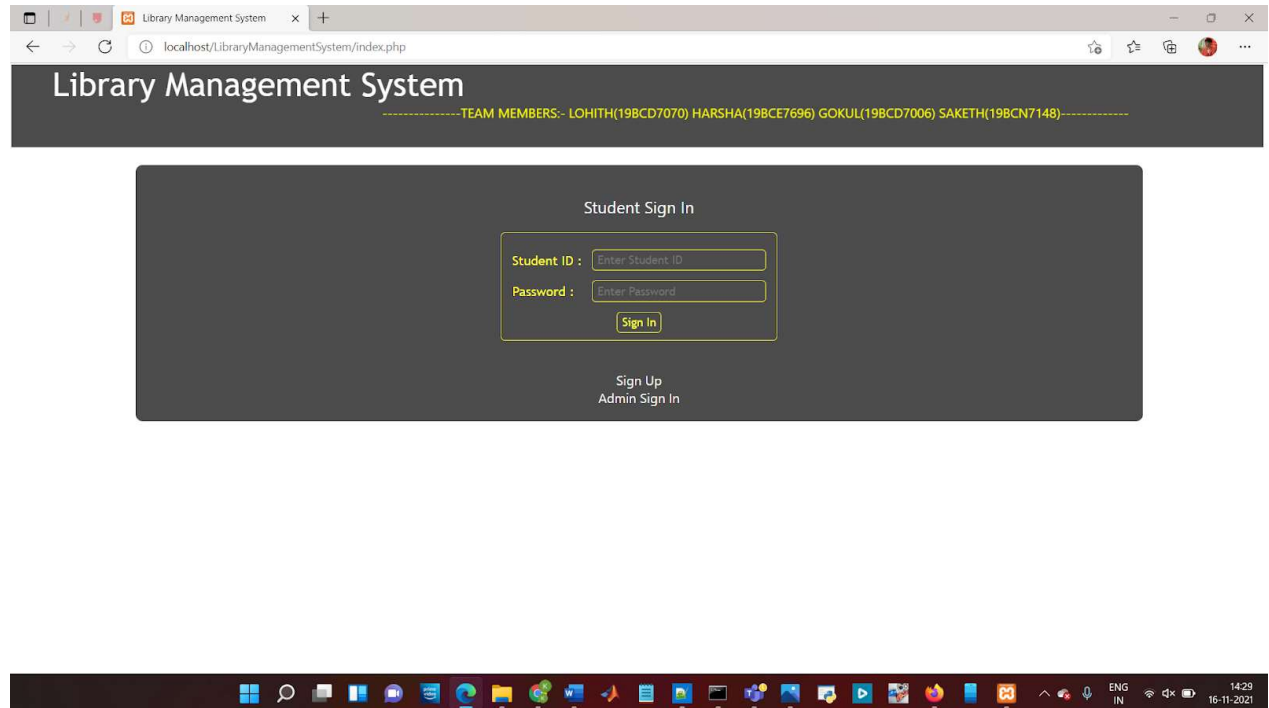 Library Management System
localhost/LibraryManagementSystem/index.php
Library Management System
---------------TEAM MEMBERS:- LOHITH(19BCD7070) HARSHA(19BCE7696) GOKUL(19BCD7006) SAKETH(19BCN7148)-------------
Student Sign In
Student ID : Enter Student ID
Password : Enter Password
Sign In
Sign Up
Admin Sign In
ENG 14:29
IN 16-11-2021